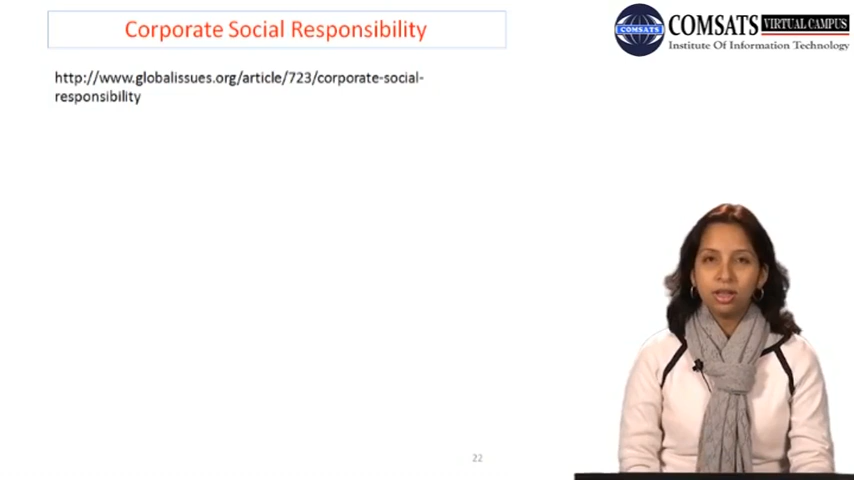 Corporate Social Responsibility
COMSATS
COMSATS VIRTUAL CAMPUS
Institute Of Information Technology
http://www.globalissues.org/article/723/corporate-social-
responsibility
22